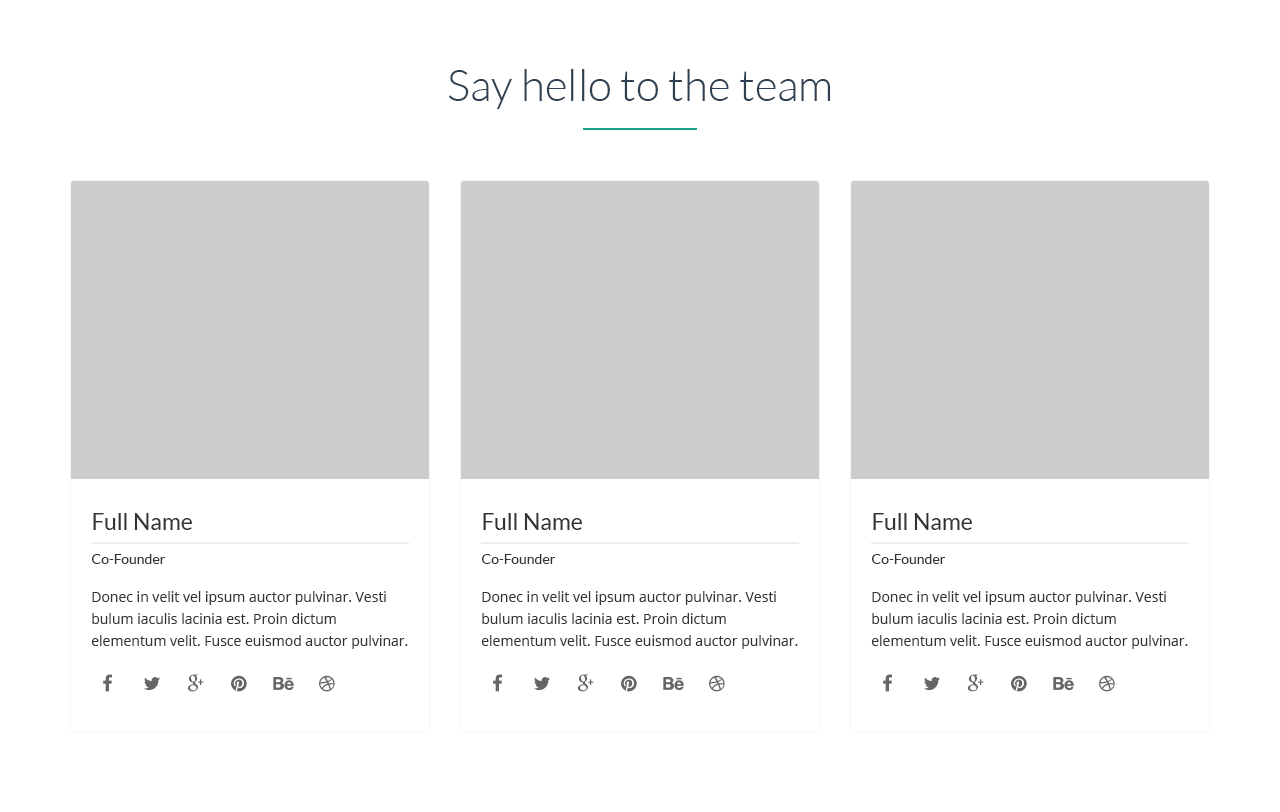 Say hello to the team
Full Name
Co-Founder
Donec in velit vel ipsum auctor pulvinar. Vesti
bulum iaculis lacinia est. Proin dictum
elementum velit. Fusce euismod auctor pulvinar.
Full Name
Co-Founder
Donec in velit vel ipsum auctor pulvinar. Vesti
bulum iaculis lacinia est. Proin dictum
elementum velit. Fusce euismod auctor pulvinar.
Full Name
Co-Founder
Donec in velit vel ipsum auctor pulvinar. Vesti
bulum iaculis lacinia est. Proin dictum
elementum velit. Fusce euismod auctor pulvinar.